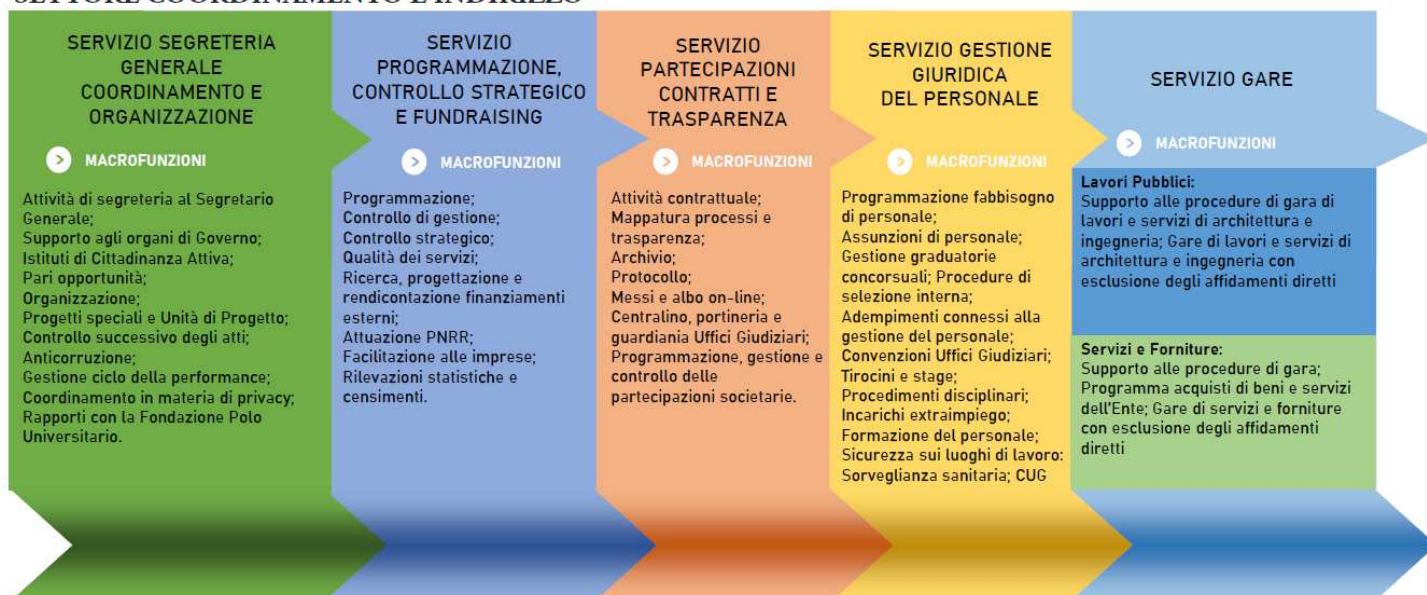 SETTORE COORDINAMENTO E INDIRIZZO
SERVIZIO SEGRETERIA
GENERALE
COORDINAMENTO E
ORGANIZZAZIONE
MACROFUNZIONI
Attività di segreteria al Segretario
Generale;
Supporto agli organi di Governo;
Istituti di Cittadinanza Attiva;
Pari opportunità;
Organizzazione;
Progetti speciali e Unità di Progetto;
Controllo successivo degli atti;
Anticorruzione;
Gestione ciclo della performance;
Coordinamento in materia di privacy;
Rapporti con la Fondazione Polo
Universitario.
SERVIZIO
PROGRAMMAZIONE,
CONTROLLO STRATEGICO
E FUNDRAISING
MACROFUNZIONI
Programmazione;
Controllo di gestione;
Controllo strategico;
Qualità dei servizi;
Ricerca, progettazione e
rendicontazione finanziamenti
esterni;
Attuazione PNRR;
Facilitazione alle imprese;
Rilevazioni statistiche e
censimenti.
SERVIZIO
PARTECIPAZIONI
CONTRATTI E
TRASPARENZA
MACROFUNZIONI
Attività contrattuale;
Mappatura processi e
trasparenza;
Archivio;
Protocollo;
Messi e albo on-line;
Centralino, portineria e
guardiania Uffici Giudiziari;
Programmazione, gestione e
controllo delle
partecipazioni societarie.
SERVIZIO GESTIONE
GIURIDICA
DEL PERSONALE
MACROFUNZIONI
Programmazione fabbisogno
di personale;
Assunzioni di personale;
Gestione graduatorie
concorsuali; Procedure di
selezione interna;
Adempimenti connessi alla
gestione del personale;
Convenzioni Uffici Giudiziari;
Tirocini e stage;
Procedimenti disciplinari;
Incarichi extraimpiego;
Formazione del personale;
Sicurezza sui luoghi di lavoro:
Sorveglianza sanitaria; CUG
SERVIZIO GARE
MACROFUNZIONI
Lavori Pubblici:
Supporto alle procedure di gara di
lavori e servizi di architettura e
ingegneria; Gare di lavori e servizi di
architettura e ingegneria con
esclusione degli affidamenti diretti
Servizi e Forniture:
Supporto alle procedure di gara;
Programma acquisti di beni e servizi
dell'Ente; Gare di servizi e forniture
con esclusione degli affidamenti
diretti